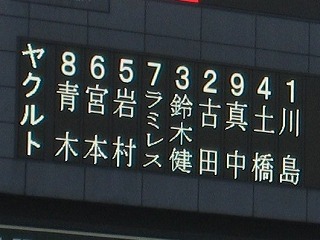 ヤクルト
8青木
6宮本
5岩村
7ラミレス
3鈴木健
2古田
9真中
4土橋
1川島